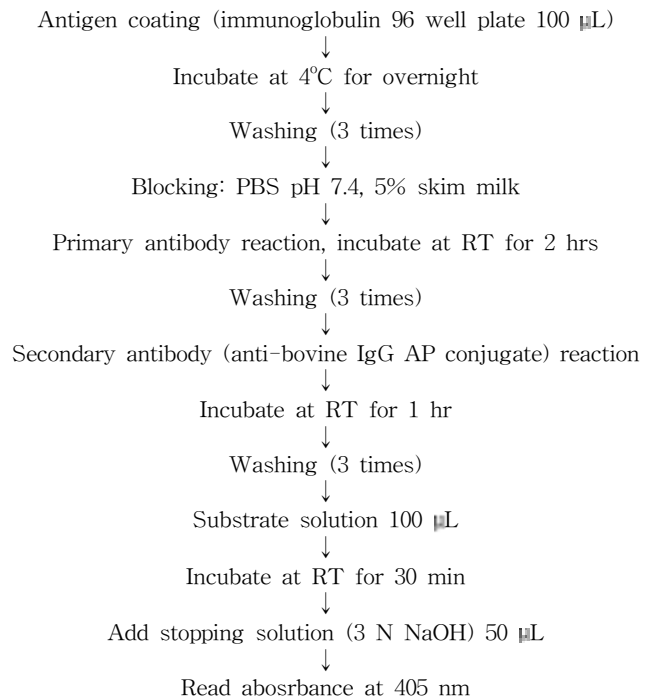 Antigen coating (immunoglobulin 96 well plate 100 μL)
↓
Incubate at 4°C for overnight
↓
Washing (3 times)
↓
Blocking: PBS pH 7.4, 5% skim milk
↓
Primary antibody reaction, incubate at RT for 2 hrs
↓
Washing (3 times)
↓
Secondary antibody (anti-bovine IgG AP conjugate) reaction
↓
Incubate at RT for 1 hr
↓
Washing (3 times)
↓
Substrate solution 100 μL
↓
Incubate at RT for 30 min
↓
Add stopping solution (3 N NaOH) 50 μL
↓
Read abosrbance at 405 nm